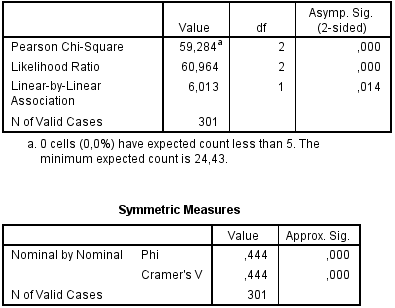 Value df Asymp. Sig. (2-sided)
Pearson Chi-Square 59,284a 2 ,000
Likelihood Ratio 60,964 2 ,000
Linear-by-Linear Association 6,013 1 ,014
N of Valid Cases 301
a. 0 cells (0,0%) have expected count less than 5. The
minimum expected count is 24,43.
Symmetric Measures
Value Approx. Sig.
Nominal by Nominal Phi ,444 ,000
Cramer's V ,444 ,000
N of Valid Cases 301